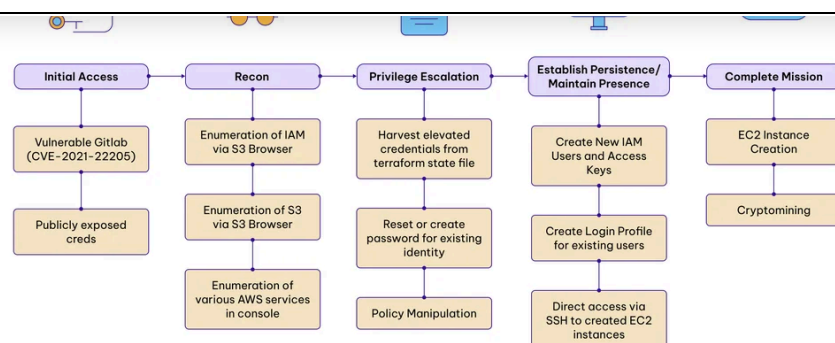 Initial Access
Recon
Privilege Escalation
Establish Persistence/
Maintain Presence
Complete Mission
Vulnerable Gitlab
(CVE-2021-22205)
Publicly exposed
creds
Enumeration of IAM
via S3 Browser
Enumeration of S3
via S3 Browser
Enumeration of
various AWS services
in console
Harvest elevated
credentials from
terraform state file
Reset or create
password for existing
identity
Policy Manipulation
Create New IAM
Users and Access
Keys
Create Login Profile
for existing users
Direct access via
SSH to created EC2
instances
EC2 Instance
Creation
Cryptomining